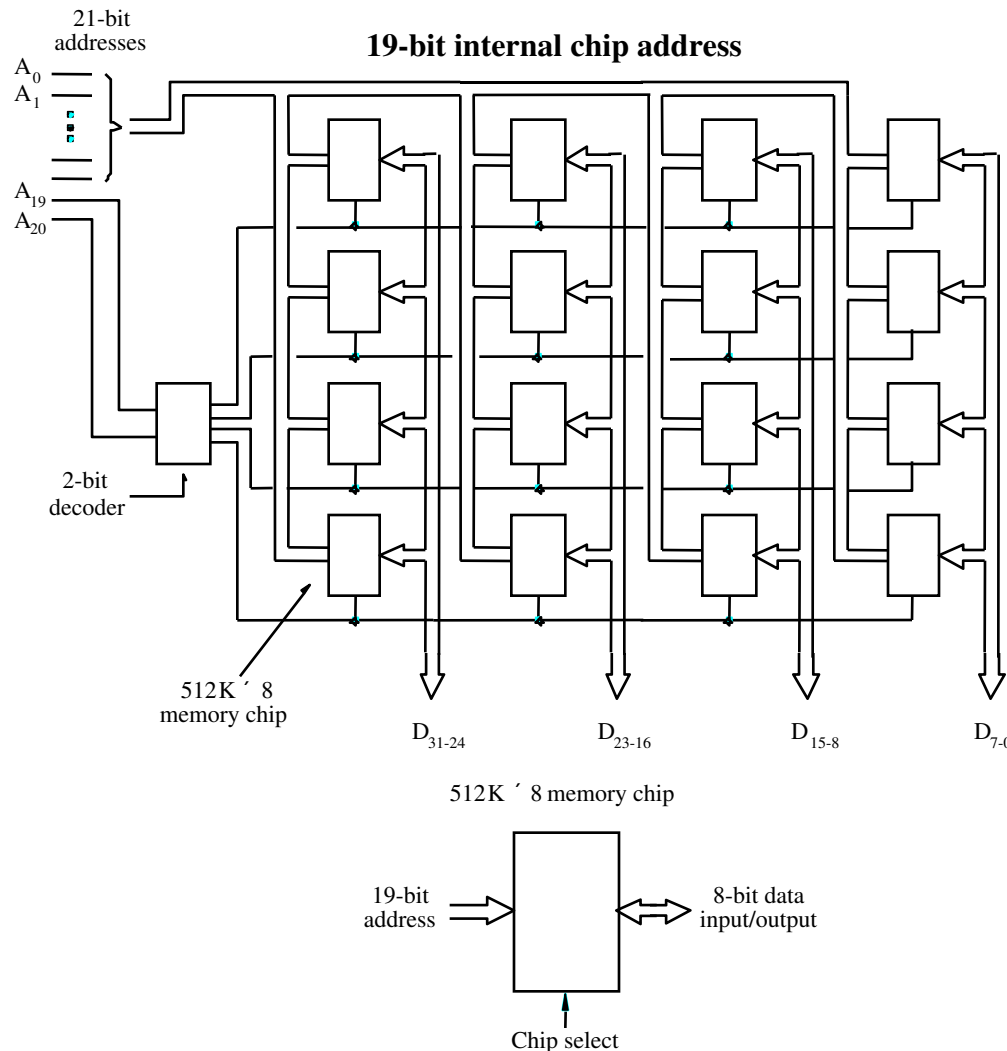 21-bit
addresses
19-bit internal chip address
A0
A1
A19
A20
2-bit
decoder
512K ´ 8
memory chip
D31-24
D23-16
D15-8
D7-0
512K ´ 8 memory chip
19-bit
address
8-bit data
input/output
Chip select